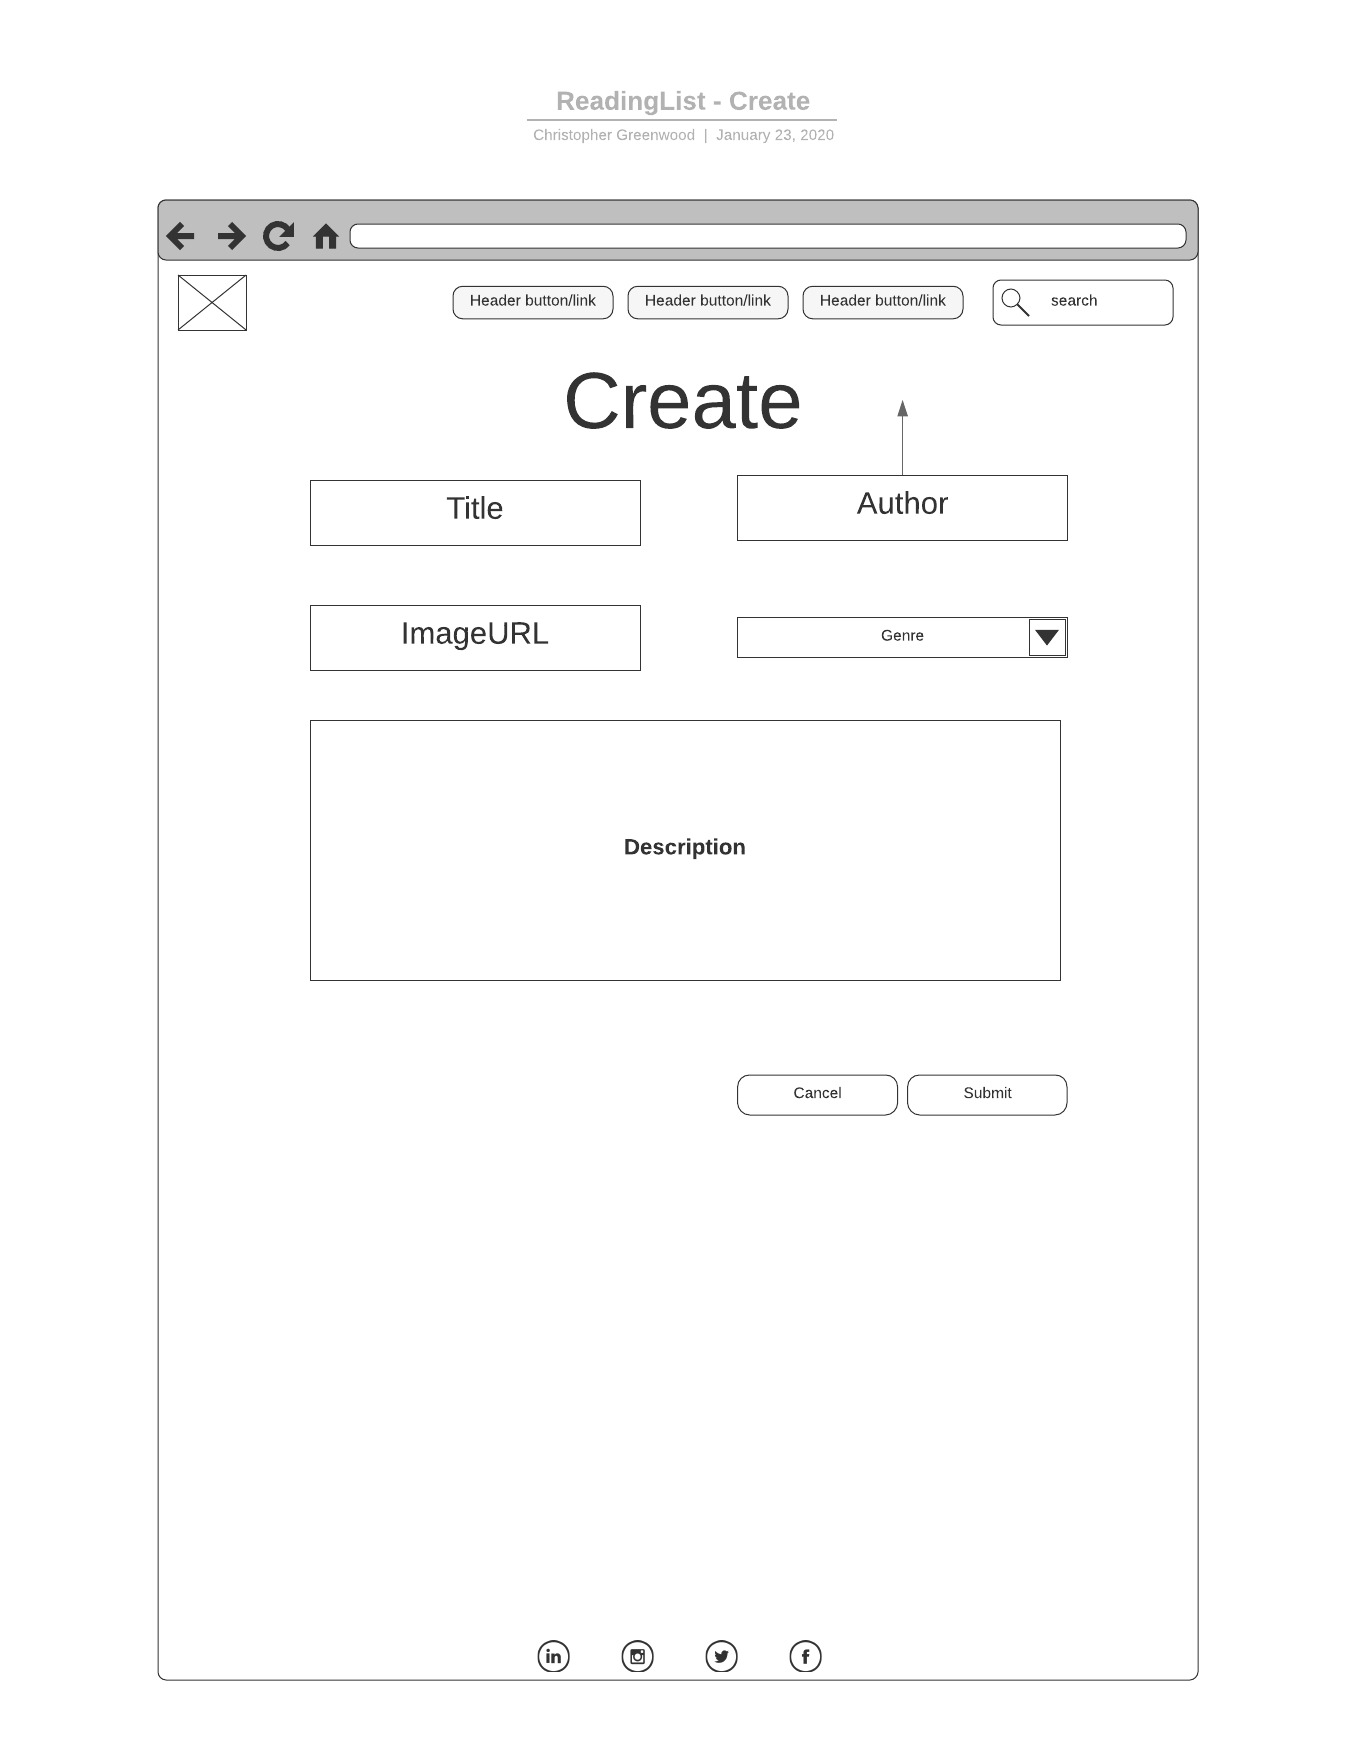 ReadingList - Create
Christopher Greenwood | January 23, 2020
Header button/link
Header button/link
Header button/link
search
Create
Title
Author
ImageURL
Genre
Description
Cancel
Submit
in
f